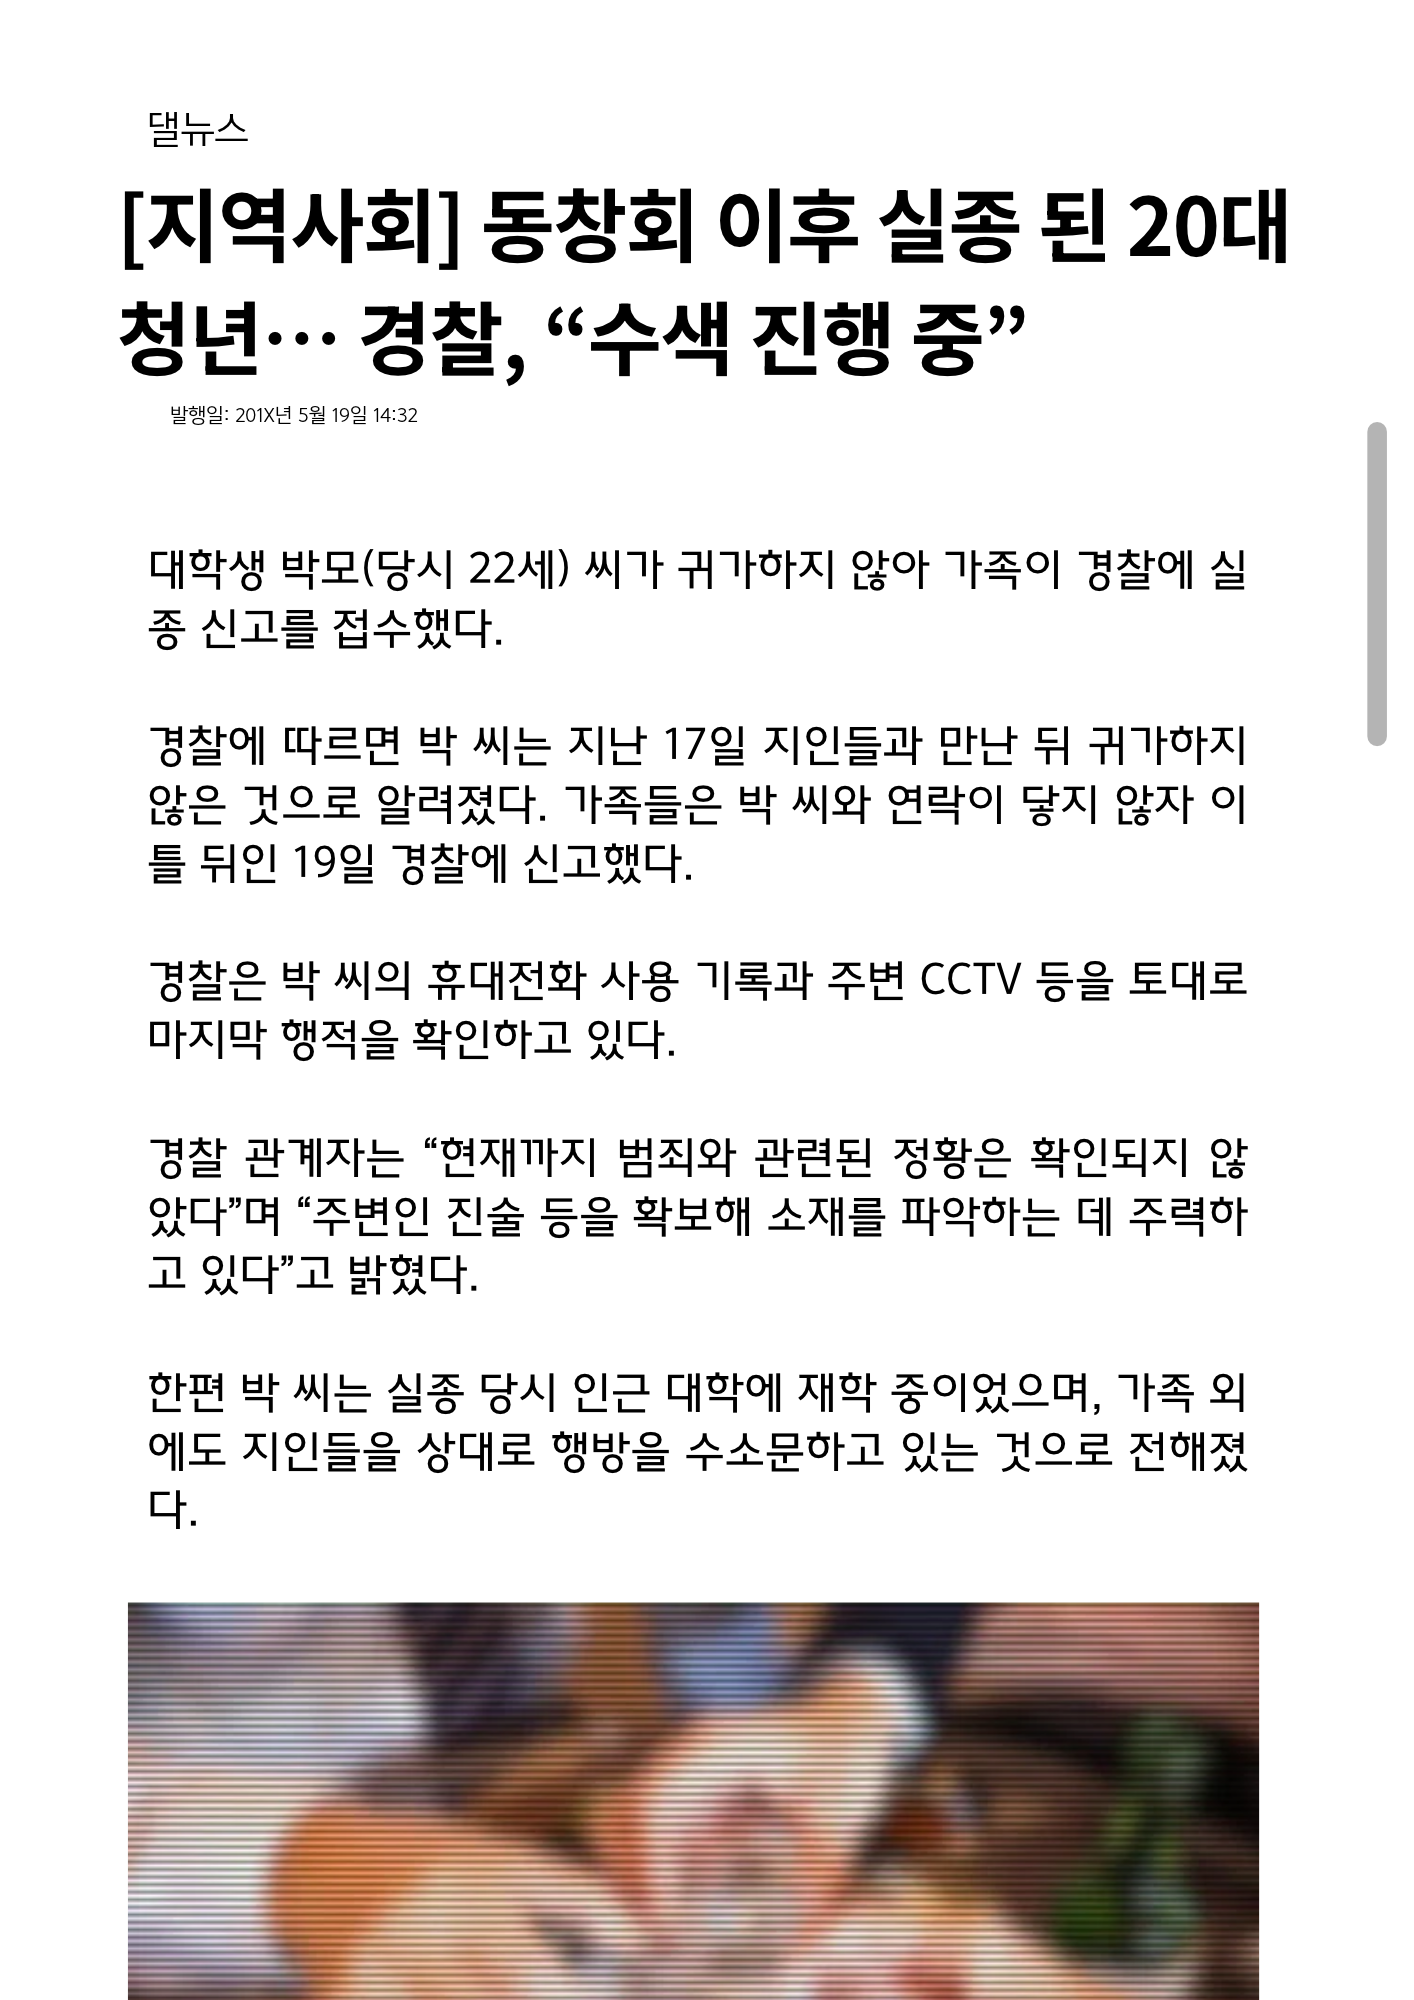 댈뉴스
[지역사회] 동창회 이후 실종 된 20대
청년… 경찰, “수색 진행 중”
발행일: 201X년 5월 19일 14:32
대학생 박모(당시 22세) 씨가 귀가하지 않아 가족이 경찰에 실
종 신고를 접수했다.
경찰에 따르면 박 씨는 지난 17일 지인들과 만난 뒤 귀가하지
않은 것으로 알려졌다. 가족들은 박 씨와 연락이 닿지 않자 이
틀 뒤인 19일 경찰에 신고했다.
경찰은 박 씨의 휴대전화 사용 기록과 주변 CCTV 등을 토대로
마지막 행적을 확인하고 있다.
경찰 관계자는 “현재까지 범죄와 관련된 정황은 확인되지 않
았다”며 “주변인 진술 등을 확보해 소재를 파악하는 데 주력하
고 있다”고 밝혔다.
한편 박 씨는 실종 당시 인근 대학에 재학 중이었으며, 가족 외
에도 지인들을 상대로 행방을 수소문하고 있는 것으로 전해졌
다.